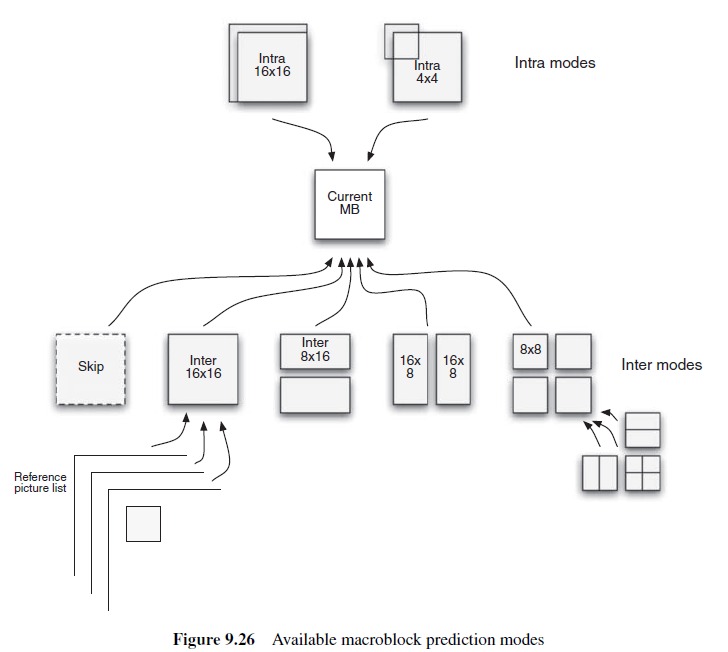 Intra
16x16
Intra
4x4
Intra modes
Current
MB
Skip
Inter
16x16
Inter
8x16
16x
8
16x
8
8x8
Inter modes
Reference
picture list
Figure 9.26 Available macroblock prediction modes